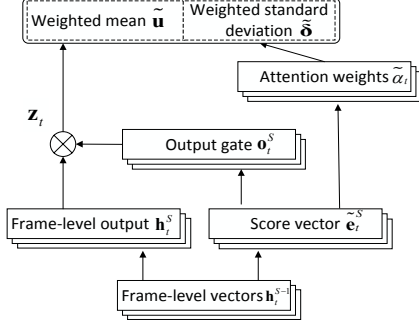 Weighted mean ũ
Weighted standard
deviation δ̃
Attention weights α̃ₜ
zₜ
Output gate oₜˢ
Frame-level output hₜˢ
Score vector ẽₜˢ
Frame-level vectors hₜˢ⁻¹